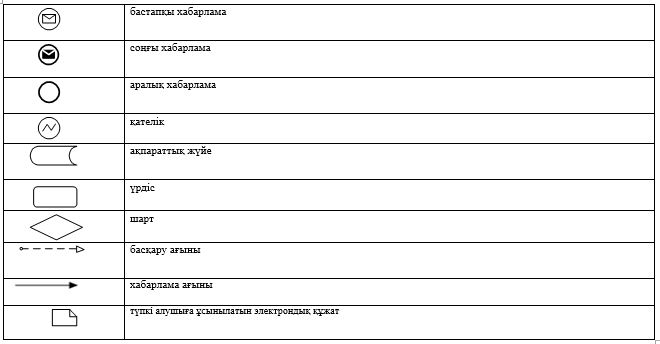 бастапқы хабарлама
соңғы хабарлама
аралық хабарлама
қателік
ақпараттық жүйе
үрдіс
шарт
басқару ағыны
хабарлама ағыны
түпкі алушыға ұсынылатын электрондық құжат